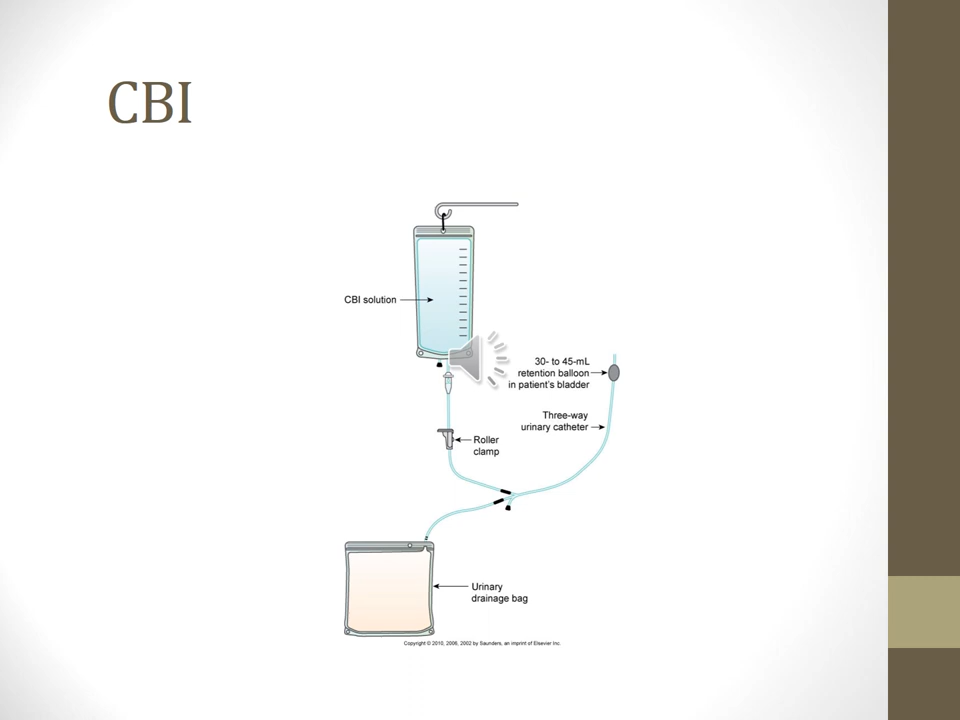 CBI
CBI solution
30- to 45-mL
retention balloon
in patient's bladder
Three-way
urinary catheter
Roller
clamp
Urinary
drainage bag
Copyright © 2010, 2006, 2002 by Saunders, an imprint of Elsevier Inc.